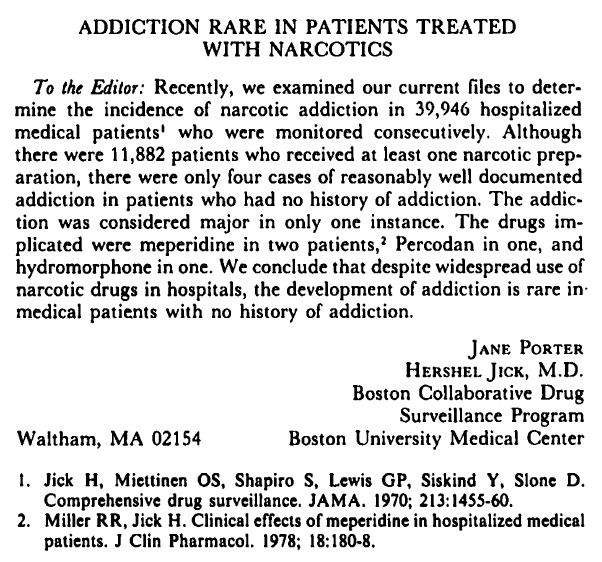 ADDICTION RARE IN PATIENTS TREATED
WITH NARCOTICS
To the Editor: Recently, we examined our current files to deter-
mine the incidence of narcotic addiction in 39,946 hospitalized
medical patients¹ who were monitored consecutively. Although
there were 11,882 patients who received at least one narcotic prep-
aration, there were only four cases of reasonably well documented
addiction in patients who had no history of addiction. The addic-
tion was considered major in only one instance. The drugs im-
plicated were meperidine in two patients,² Percodan in one, and
hydromorphone in one. We conclude that despite widespread use of
narcotic drugs in hospitals, the development of addiction is rare in
medical patients with no history of addiction.
JANE PORTER
HERSHEL JICK, M.D.
Boston Collaborative Drug
Surveillance Program
Waltham, MA 02154 Boston University Medical Center
1. Jick H, Miettinen OS, Shapiro S, Lewis GP, Siskind Y, Slone D.
Comprehensive drug surveillance. JAMA. 1970; 213:1455-60.
2. Miller RR, Jick H. Clinical effects of meperidine in hospitalized medical
patients. J Clin Pharmacol. 1978; 18:180-8.